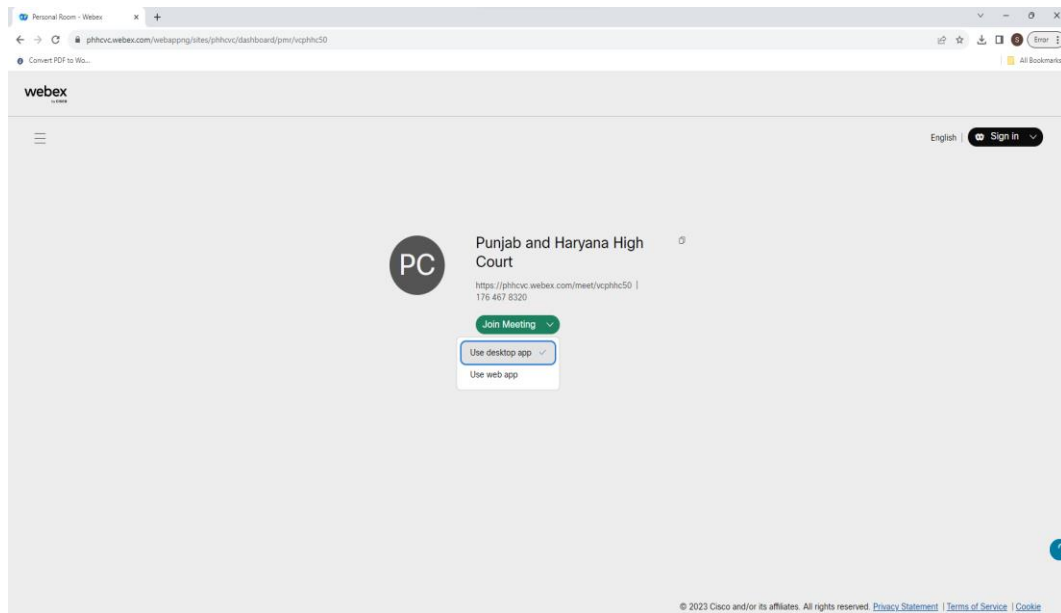 Personal Room - Webex
phhcvc.webex.com/webappng/sites/phhcvc/dashboard/pmr/vcphhc50
S
Error
Convert PDF to Wo...
All Bookmarks
webex
by CISCO
English |
Sign in
PC
Punjab and Haryana High
Court
https://phhcvc.webex.com/meet/vcphhc50 |
176 467 8320
Join Meeting
Use desktop app
Use web app
© 2023 Cisco and/or its affiliates. All rights reserved. Privacy Statement | Terms of Service | Cookie